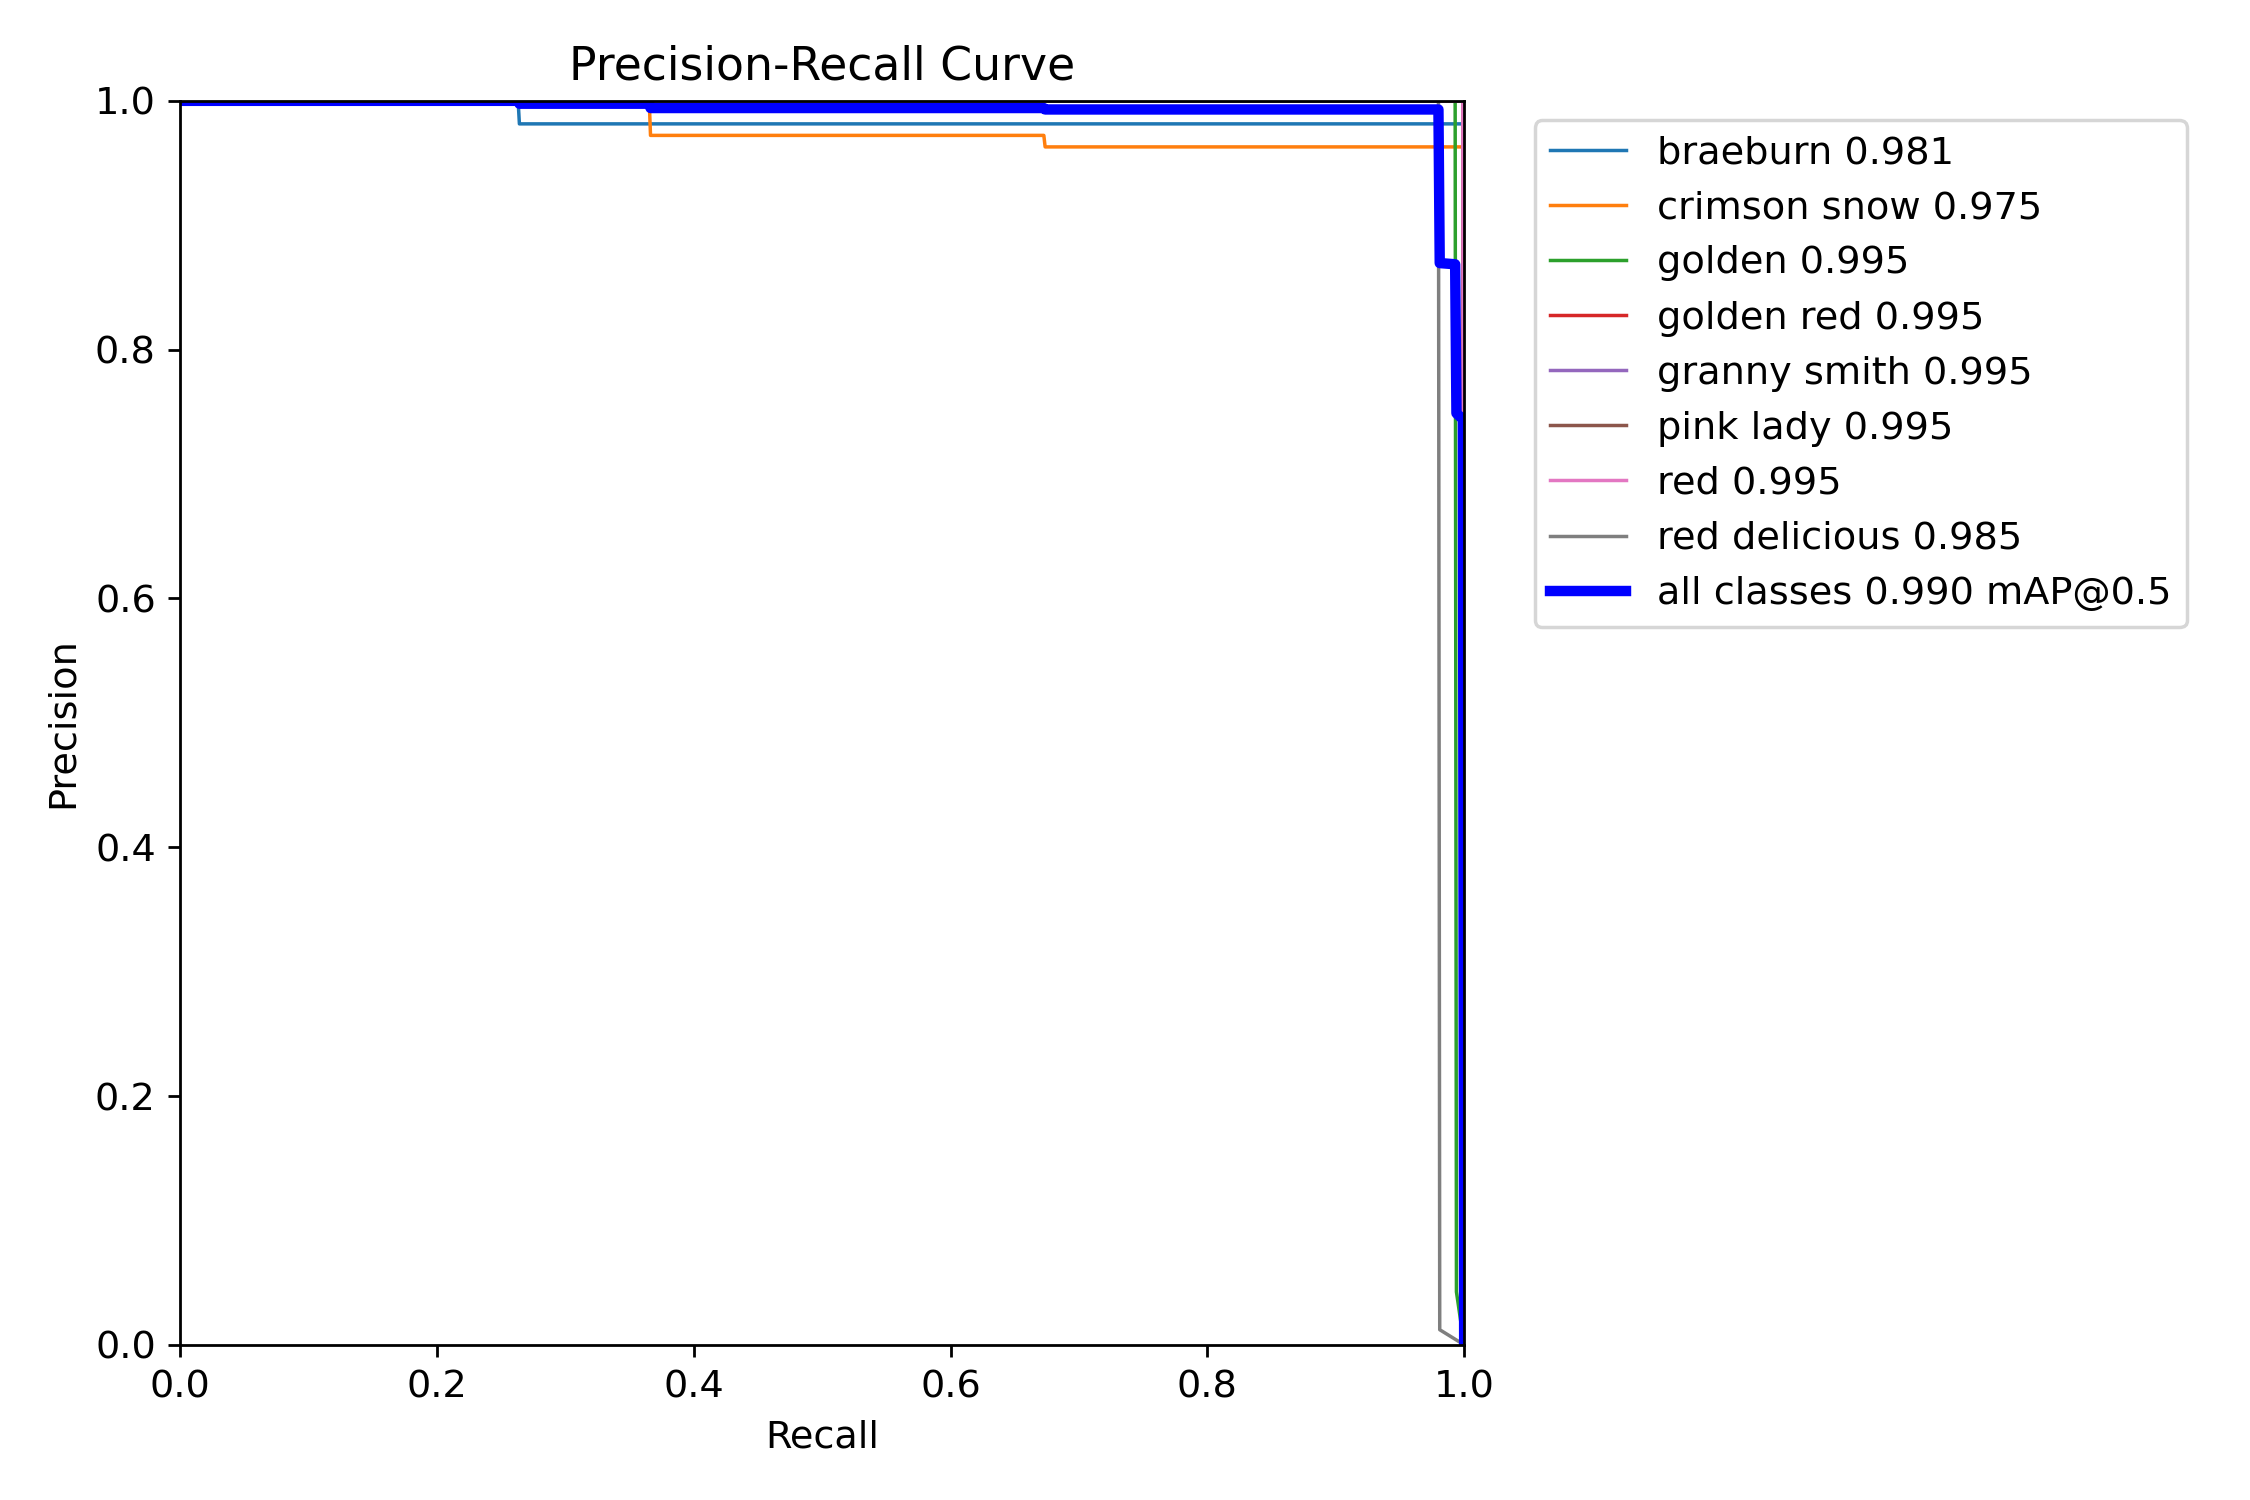 Precision-Recall Curve
1.0
0.8
0.6
0.4
0.2
0.0
Precision
0.0 0.2 0.4 0.6 0.8 1.0
Recall
braeburn 0.981
crimson snow 0.975
golden 0.995
golden red 0.995
granny smith 0.995
pink lady 0.995
red 0.995
red delicious 0.985
all classes 0.990 mAP@0.5